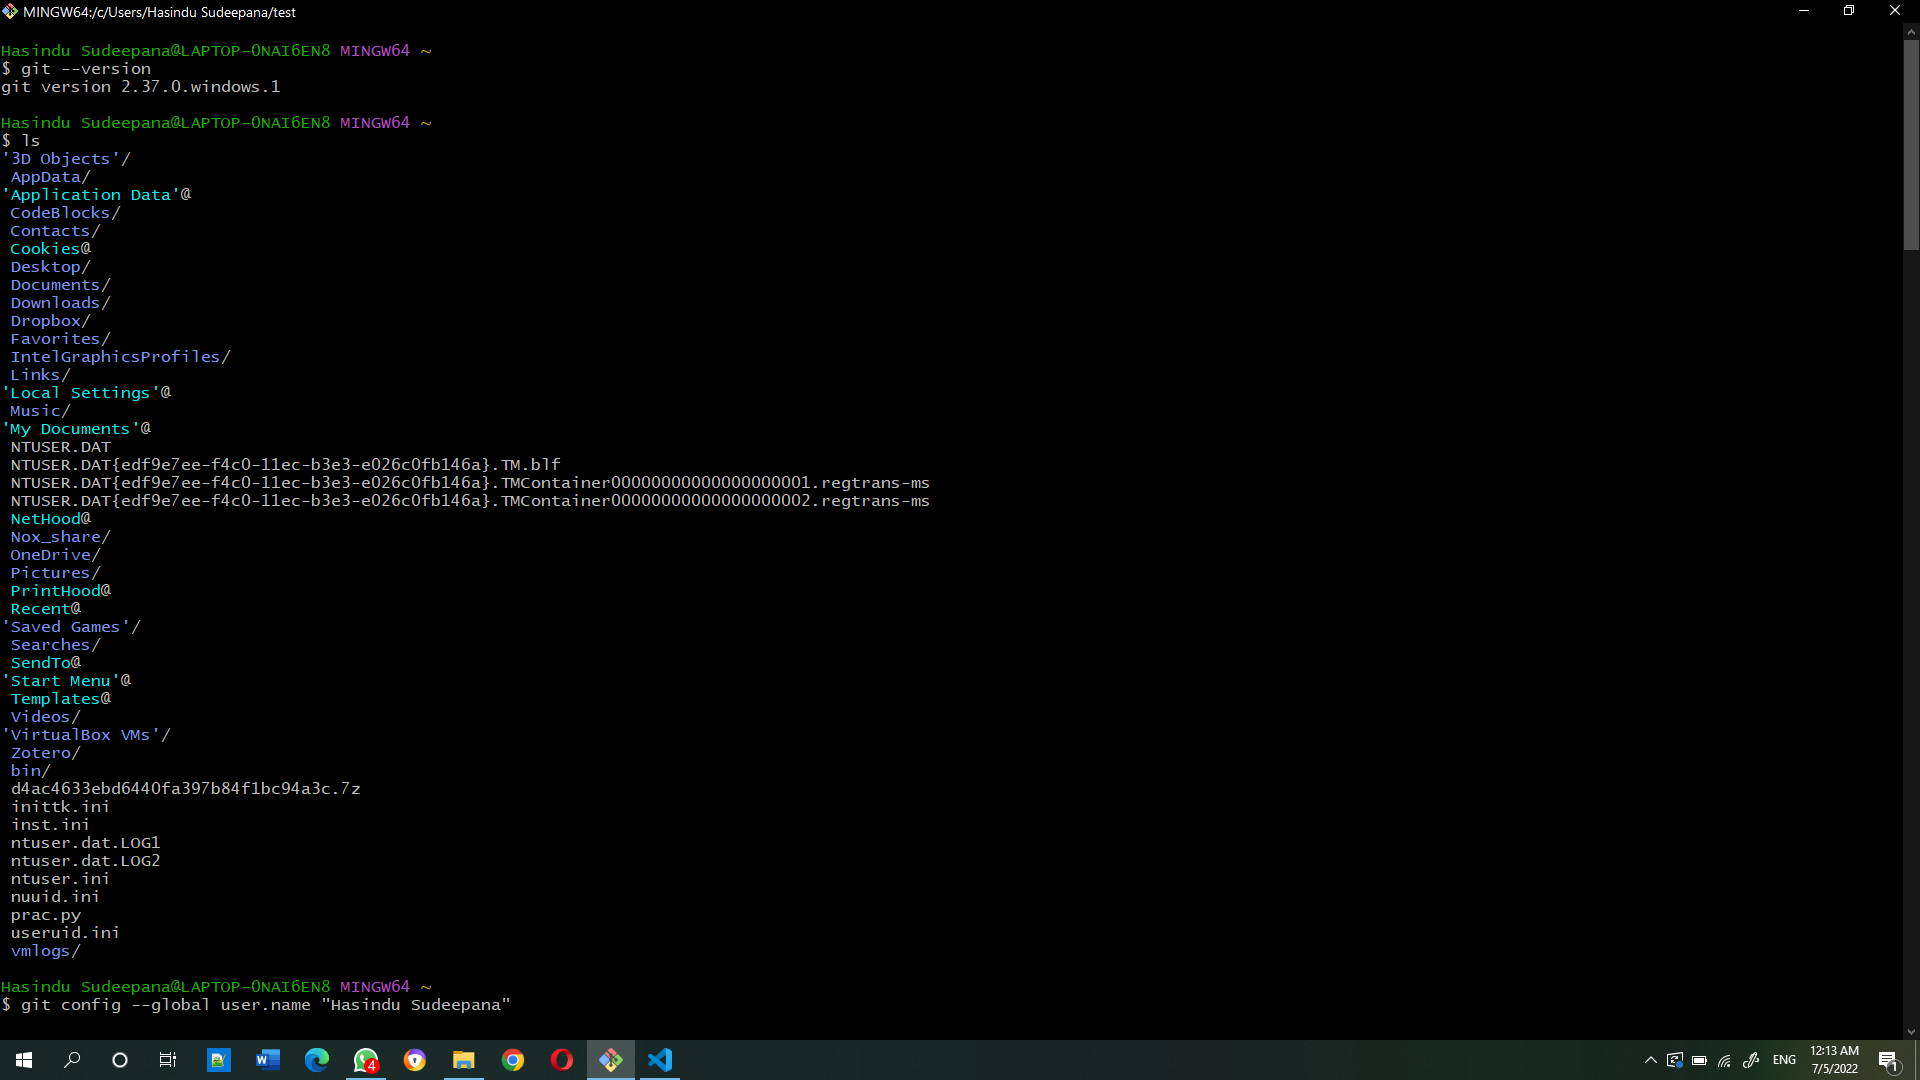 MINGW64:/c/Users/Hasindu Sudeepana/test
Hasindu Sudeepana@LAPTOP-0NAI6EN8 MINGW64 ~
$ git --version
git version 2.37.0.windows.1
Hasindu Sudeepana@LAPTOP-0NAI6EN8 MINGW64 ~
$ ls
'3D Objects'/
AppData/
'Application Data'@
CodeBlocks/
Contacts/
Cookies@
Desktop/
Documents/
Downloads/
Dropbox/
Favorites/
IntelGraphicsProfiles/
Links/
'Local Settings'@
Music/
'My Documents'@
NTUSER.DAT
NTUSER.DAT{edf9e7ee-f4c0-11ec-b3e3-e026c0fb146a}.TM.blf
NTUSER.DAT{edf9e7ee-f4c0-11ec-b3e3-e026c0fb146a}.TMContainer00000000000000000001.regtrans-ms
NTUSER.DAT{edf9e7ee-f4c0-11ec-b3e3-e026c0fb146a}.TMContainer00000000000000000002.regtrans-ms
NetHood@
Nox_share/
OneDrive/
Pictures/
PrintHood@
Recent@
'Saved Games'/
Searches/
SendTo@
'Start Menu'@
Templates@
Videos/
'VirtualBox VMs'/
Zotero/
bin/
d4ac4633ebd6440fa397b84f1bc94a3c.7z
inittk.ini
inst.ini
ntuser.dat.LOG1
ntuser.dat.LOG2
ntuser.ini
nuuid.ini
prac.py
useruid.ini
vmlogs/
Hasindu Sudeepana@LAPTOP-0NAI6EN8 MINGW64 ~
$ git config --global user.name "Hasindu Sudeepana"
4
ENG
12:13 AM
7/5/2022
1